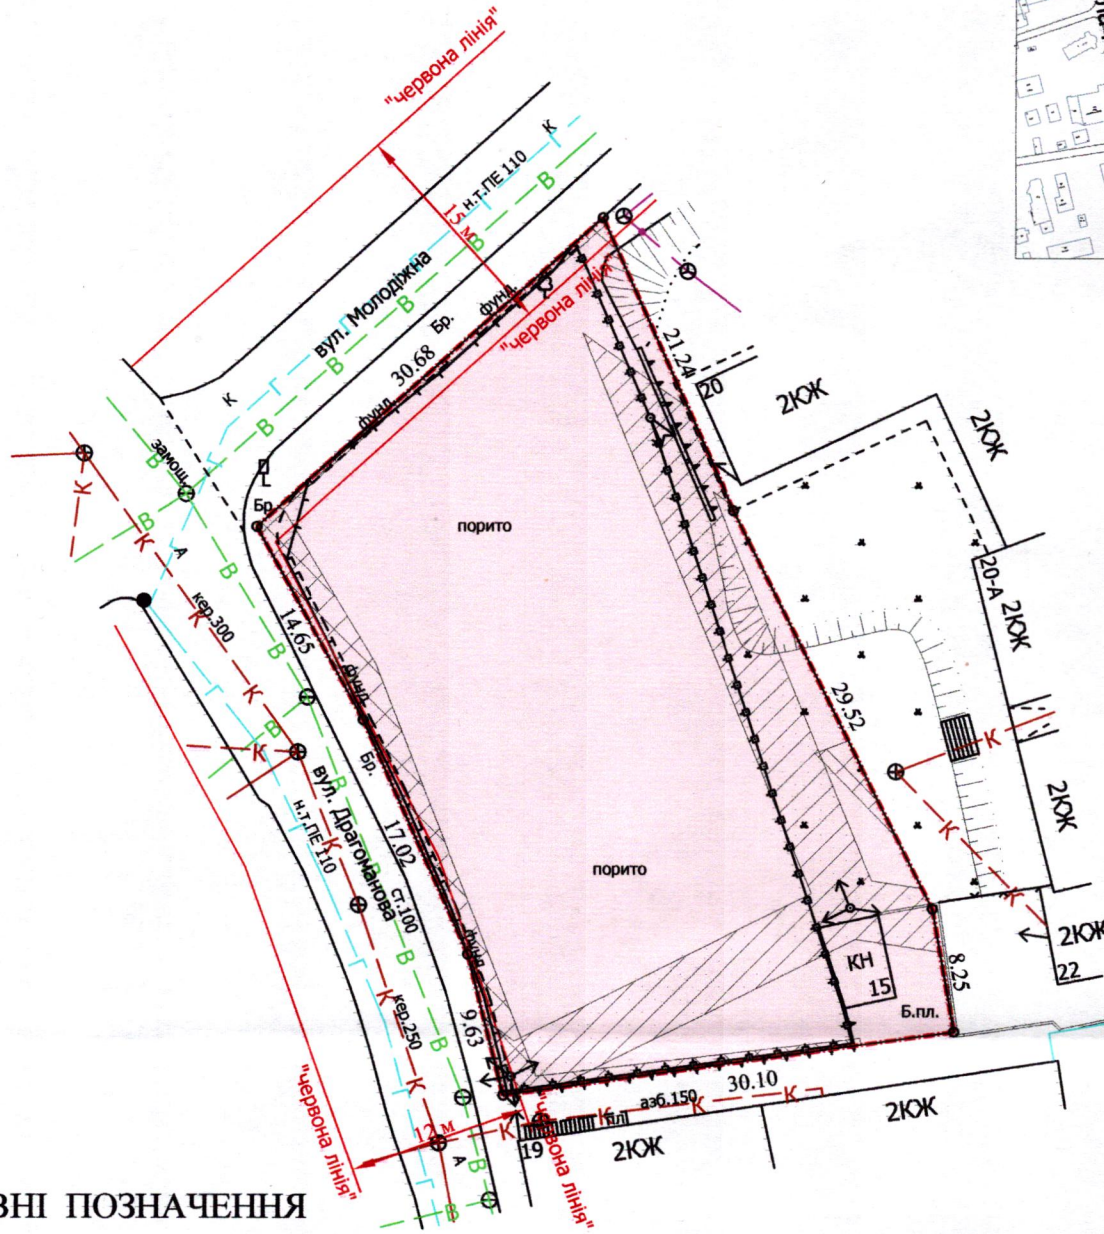 "червона лінія"
К
н.т.ПЕ 110
В
15 м
В
Г
вул. Молодіжна
В
Бр.
фунд.
"червона лінія"
30.68
21.24
20
2КЖ
2КЖ
К
Г
В
фунд.
замощ.
В
К
В
Бр.
порито
К
А
В
20-А
2КЖ
кер.300
К
14.65
В
К
фунд.
29.52
В
К
Бр.
К
вул. Драгоманова
н.т.ПЕ 110
К
17.02
2КЖ
К
В
порито
ст.100
К
К
фунд.
2КЖ
КН
15
8.25
22
кер.250
9.63
Б.пл.
К
В
30.10
"червона лінія"
азб.150
К
К
К
2КЖ
12 м
К
19
2КЖ
"червона лінія"
А
В
В
ВНІ ПОЗНАЧЕННЯ